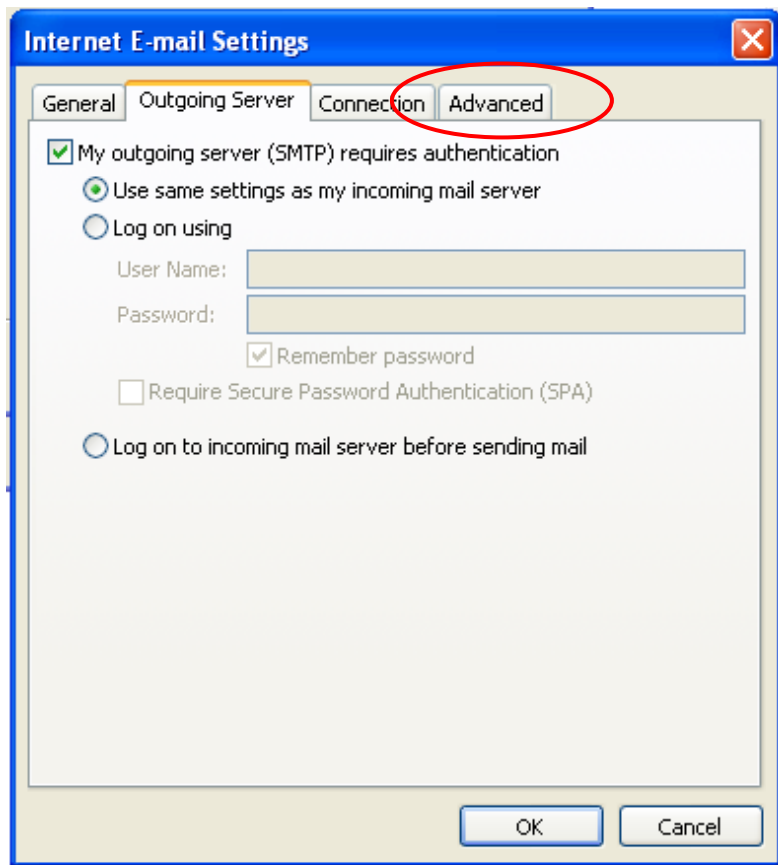 Internet E-mail Settings
General Outgoing Server Connection Advanced
My outgoing server (SMTP) requires authentication
Use same settings as my incoming mail server
Log on using
User Name:
Password:
Remember password
Require Secure Password Authentication (SPA)
Log on to incoming mail server before sending mail
OK Cancel